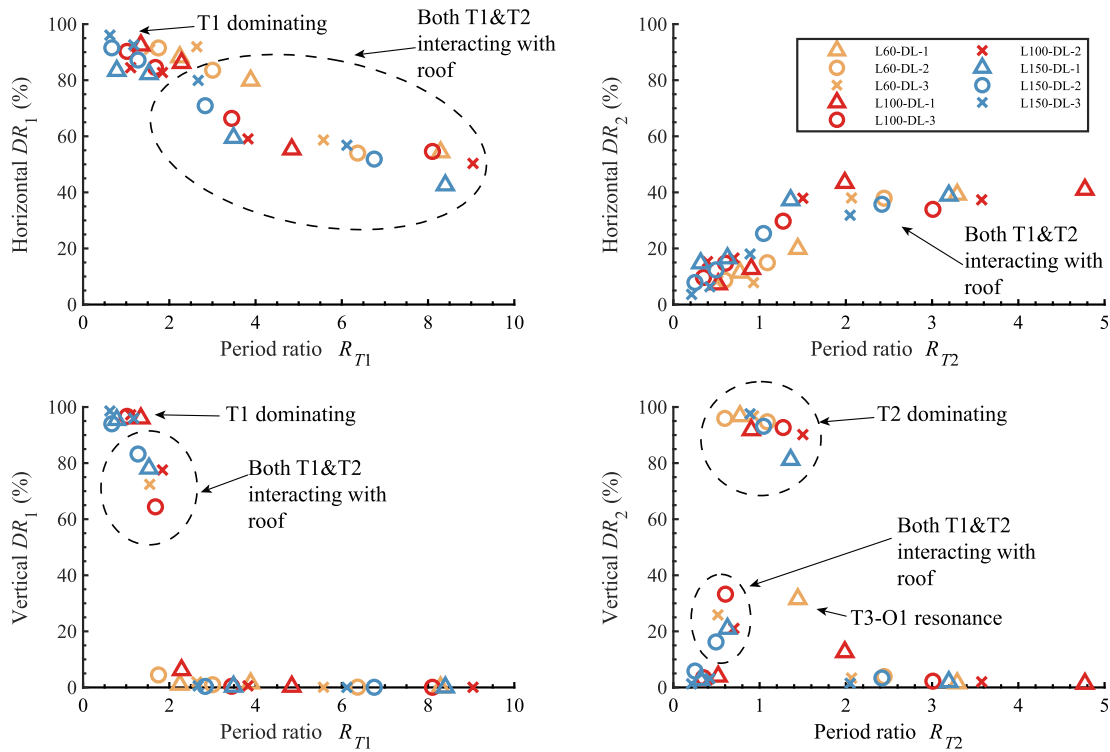 100
80
60
40
20
0
Horizontal DR1 (%)
T1 dominating
Both T1&T2
interacting with
roof
0
2
4
6
8
10
Period ratio RT1
100
80
60
40
20
0
Horizontal DR2 (%)
L60-DL-1
L60-DL-2
L60-DL-3
L100-DL-1
L100-DL-3
L100-DL-2
L150-DL-1
L150-DL-2
L150-DL-3
Both T1&T2
interacting with
roof
0
1
2
3
4
5
Period ratio RT2
100
80
60
40
20
0
Vertical DR1 (%)
T1 dominating
Both T1&T2
interacting with
roof
0
2
4
6
8
10
Period ratio RT1
100
80
60
40
20
0
Vertical DR2 (%)
T2 dominating
Both T1&T2
interacting with
roof
T3-O1 resonance
0
1
2
3
4
5
Period ratio RT2